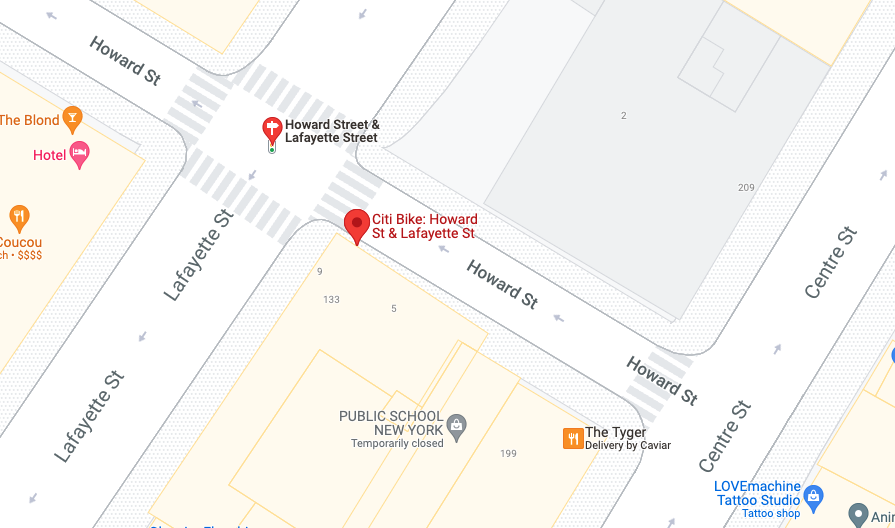 Howard St
Howard Street &
Lafayette Street
The Blond
Hotel
2
209
Citi Bike: Howard
St & Lafayette St
Lafayette St
Coucou
ch • $$$$
9
133
5
Howard St
Centre St
Howard St
Lafayette St
PUBLIC SCHOOL
NEW YORK
Temporarily closed
199
The Tyger
Delivery by Caviar
Centre St
LOVEmachine
Tattoo Studio
Tattoo shop